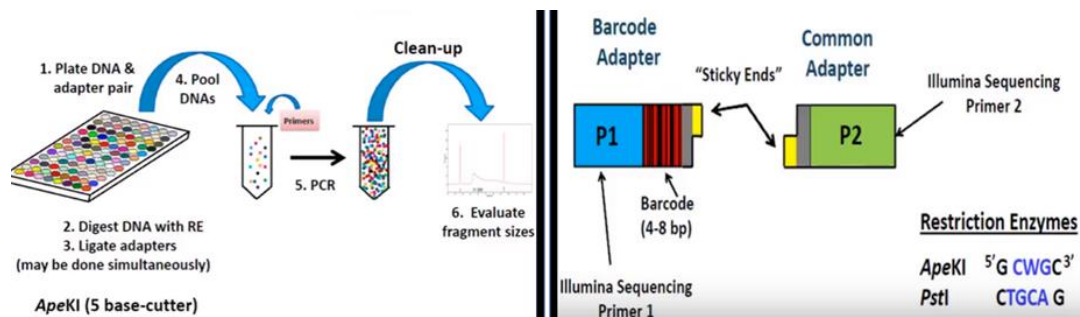 1. Plate DNA &
adapter pair
4. Pool
DNAs
Primers
5. PCR
2. Digest DNA with RE
3. Ligate adapters
(may be done simultaneously)
ApeKI (5 base-cutter)
Clean-up
6. Evaluate
fragment sizes
Barcode
Adapter
"Sticky Ends"
Common
Adapter
Illumina Sequencing
Primer 2
P1
P2
Barcode
(4-8 bp)
Illumina Sequencing
Primer 1
Restriction Enzymes
ApeKI 5'G CWGC3'
PstI CTGCA G